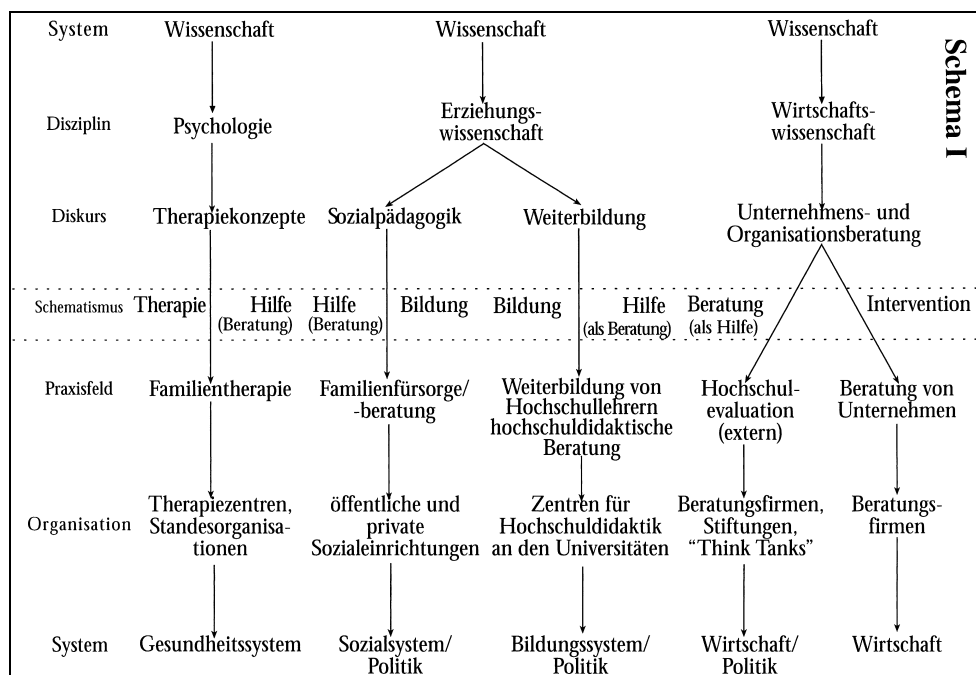 Schema I
System Wissenschaft Wissenschaft Wissenschaft
Disziplin Psychologie Erziehungs-
wissenschaft Wirtschafts-
wissenschaft
Diskurs Therapiekonzepte Sozialpädagogik Weiterbildung Unternehmens- und
Organisationsberatung
Schematismus Therapie Hilfe
(Beratung) Hilfe
(Beratung) Bildung Bildung Hilfe
(als Beratung) Beratung
(als Hilfe) Intervention
Praxisfeld Familientherapie Familienfürsorge/
-beratung Weiterbildung von
Hochschullehrern
hochschuldidaktische
Beratung Hochschul-
evaluation
(extern) Beratung von
Unternehmen
Organisation Therapiezentren,
Standesorganisa-
tionen öffentliche und
private
Sozialeinrichtungen Zentren für
Hochschuldidaktik
an den Universitäten Beratungsfirmen,
Stiftungen,
“Think Tanks” Beratungs-
firmen
System Gesundheitssystem Sozialsystem/
Politik Bildungssystem/
Politik Wirtschaft/
Politik Wirtschaft